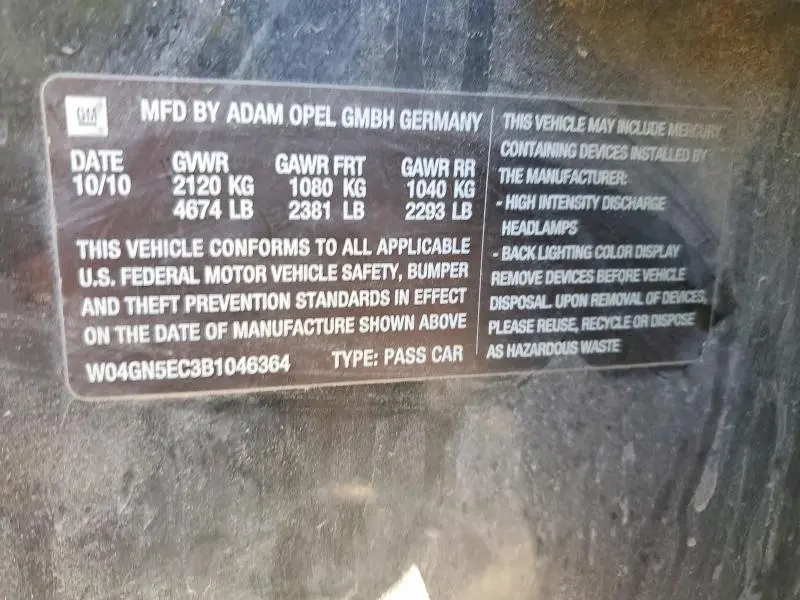 GM
MFD BY ADAM OPEL GMBH GERMANY
DATE GVWR GAWR FRT GAWR RR
10/10 2120 KG 1080 KG 1040 KG
4674 LB 2381 LB 2293 LB
THIS VEHICLE CONFORMS TO ALL APPLICABLE
U.S. FEDERAL MOTOR VEHICLE SAFETY, BUMPER
AND THEFT PREVENTION STANDARDS IN EFFECT
ON THE DATE OF MANUFACTURE SHOWN ABOVE
W04GN5EC3B1046364 TYPE: PASS CAR
THIS VEHICLE MAY INCLUDE MERCURY
CONTAINING DEVICES INSTALLED BY
THE MANUFACTURER:
- HIGH INTENSITY DISCHARGE
HEADLAMPS
- BACK LIGHTING COLOR DISPLAY
REMOVE DEVICES BEFORE VEHICLE
DISPOSAL. UPON REMOVAL OF DEVICES,
PLEASE REUSE, RECYCLE OR DISPOSE
AS HAZARDOUS WASTE